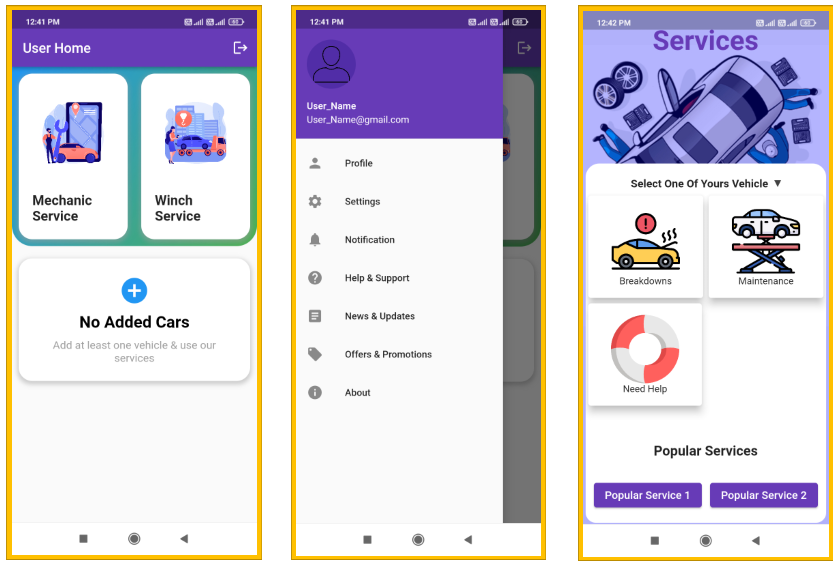 12:41 PM
60
User Home
Mechanic
Service
Winch
Service
No Added Cars
Add at least one vehicle & use our
services
12:41 PM
60
User_Name
User_Name@gmail.com
Profile
Settings
Notification
Help & Support
News & Updates
Offers & Promotions
About
12:42 PM
60
Services
Select One Of Yours Vehicle ▼
Breakdowns
Maintenance
Need Help
Popular Services
Popular Service 1
Popular Service 2